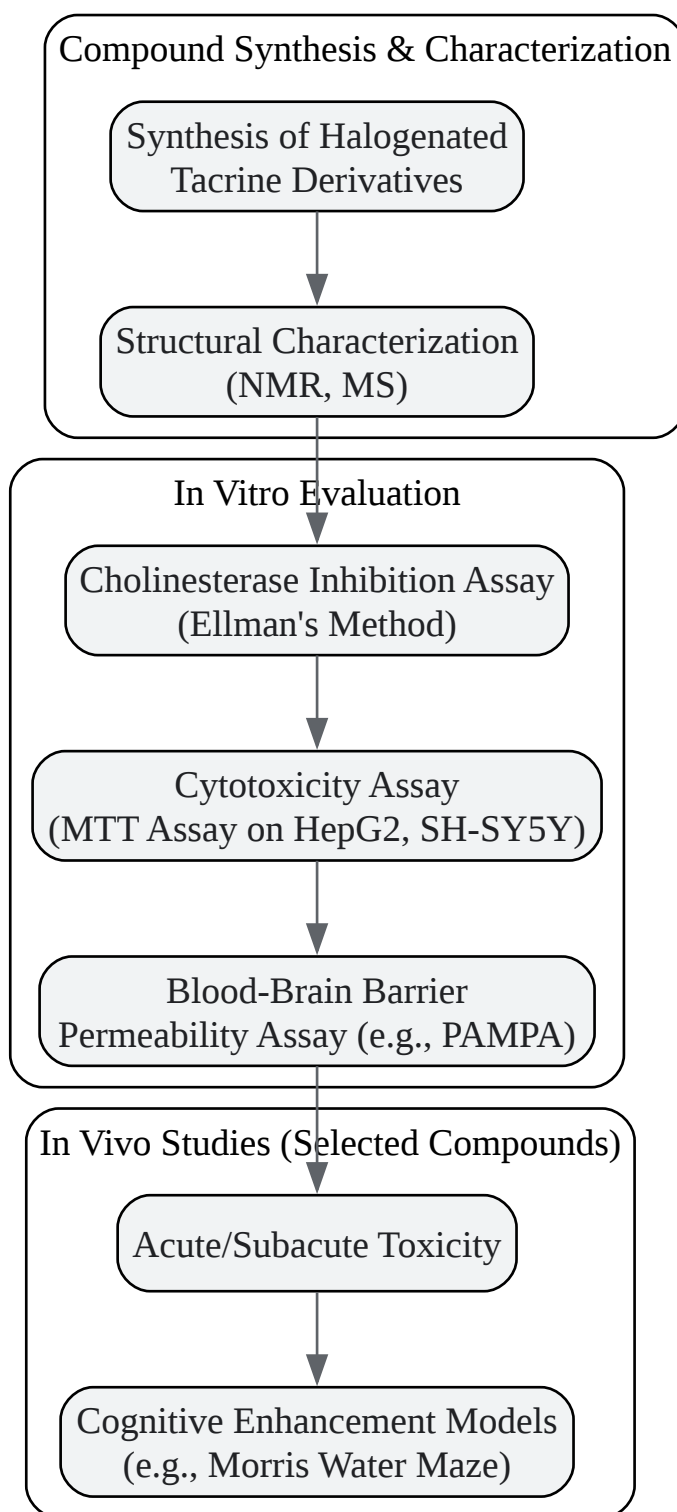 Compound Synthesis & Characterization
Synthesis of Halogenated
Tacrine Derivatives
Structural Characterization
(NMR, MS)
In Vitro Evaluation
Cholinesterase Inhibition Assay
(Ellman's Method)
Cytotoxicity Assay
(MTT Assay on HepG2, SH-SY5Y)
Blood-Brain Barrier
Permeability Assay (e.g., PAMPA)
In Vivo Studies (Selected Compounds)
Acute/Subacute Toxicity
Cognitive Enhancement Models
(e.g., Morris Water Maze)